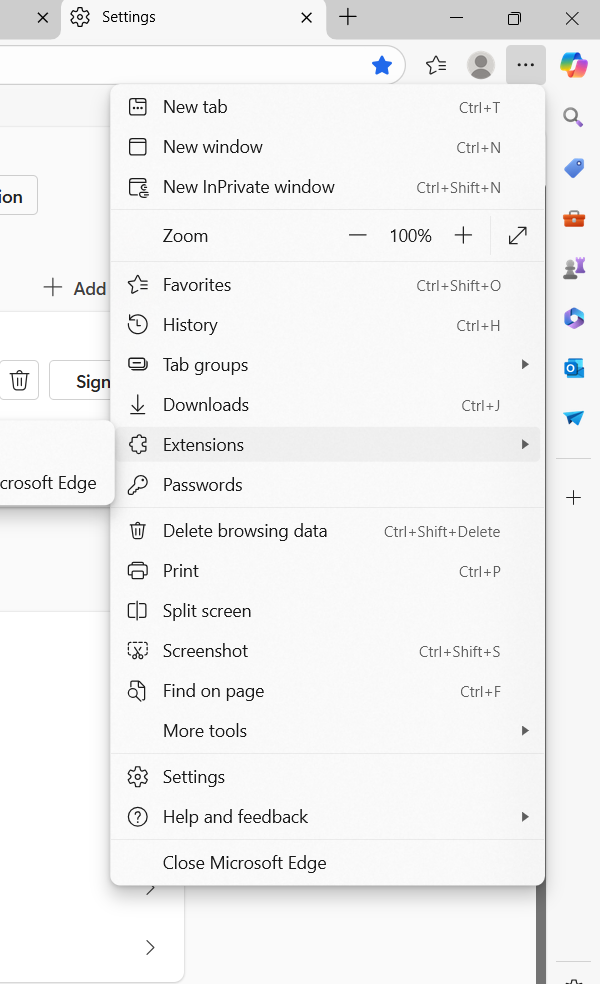 Settings
New tab Ctrl+T
New window Ctrl+N
New InPrivate window Ctrl+Shift+N
ion
Zoom 100%
Favorites Ctrl+Shift+O
Add
History Ctrl+H
Tab groups
Sign
Downloads Ctrl+J
Extensions
crosoft Edge
Passwords
Delete browsing data Ctrl+Shift+Delete
Print Ctrl+P
Split screen
Screenshot Ctrl+Shift+S
Find on page Ctrl+F
More tools
Settings
Help and feedback
Close Microsoft Edge